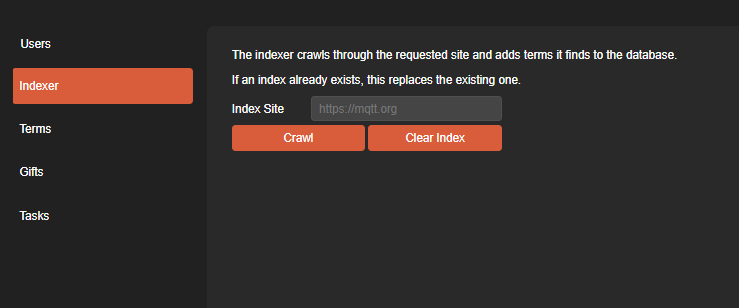 Users
Indexer
Terms
Gifts
Tasks
The indexer crawls through the requested site and adds terms it finds to the database.
If an index already exists, this replaces the existing one.
Index Site https://mqtt.org
Crawl Clear Index